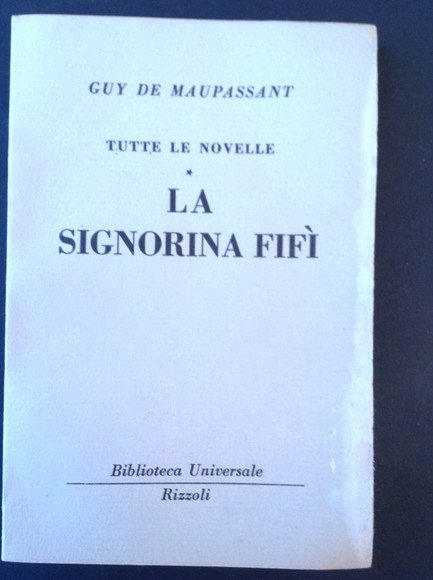 GUY DE MAUPASSANT
TUTTE LE NOVELLE
*
LA
SIGNORINA FIFÌ
Biblioteca Universale
Rizzoli